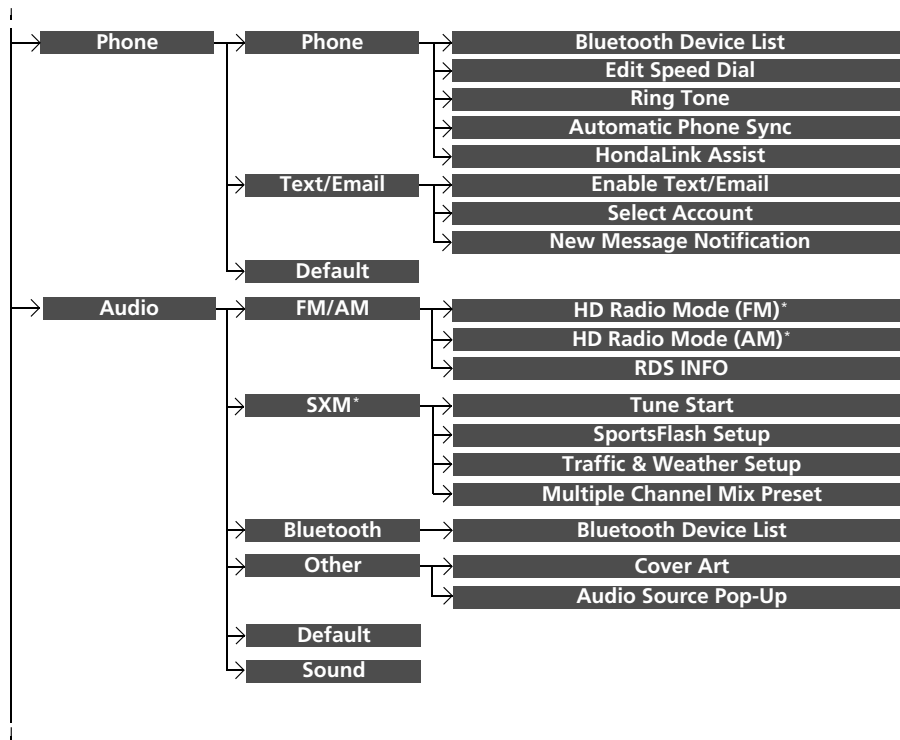 Phone
Phone
Bluetooth Device List
Edit Speed Dial
Ring Tone
Automatic Phone Sync
HondaLink Assist
Text/Email
Enable Text/Email
Select Account
New Message Notification
Default
Audio
FM/AM
HD Radio Mode (FM)*
HD Radio Mode (AM)*
RDS INFO
SXM*
Tune Start
SportsFlash Setup
Traffic & Weather Setup
Multiple Channel Mix Preset
Bluetooth
Bluetooth Device List
Other
Cover Art
Audio Source Pop-Up
Default
Sound